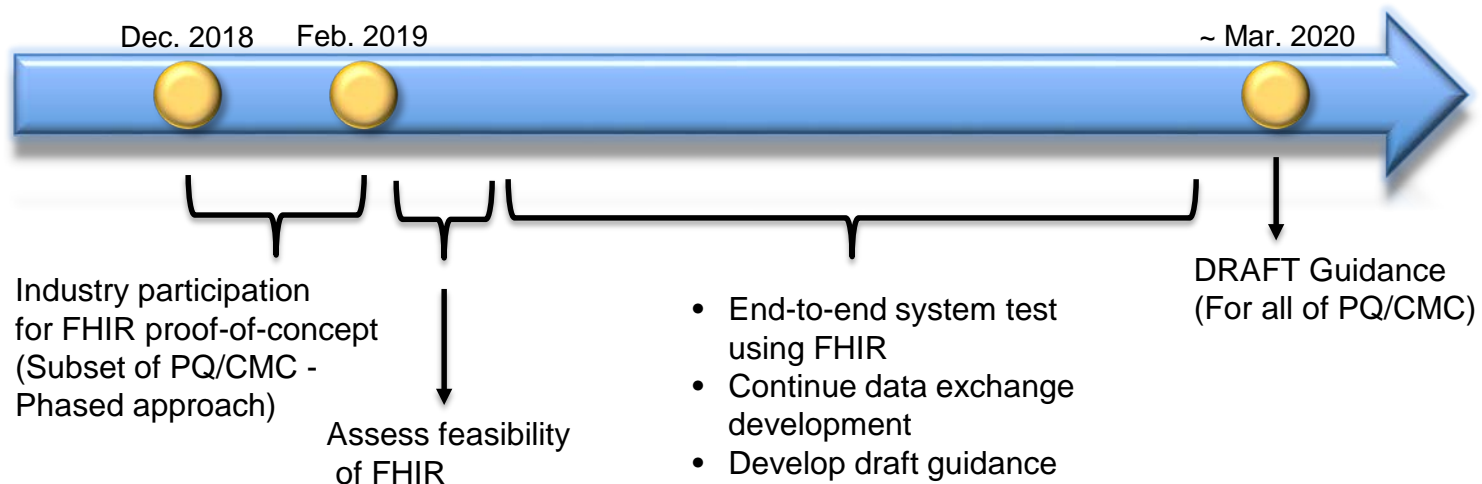 Dec. 2018
Feb. 2019
~ Mar. 2020
Industry participation
for FHIR proof-of-concept
(Subset of PQ/CMC -
Phased approach)
Assess feasibility
of FHIR
• End-to-end system test
using FHIR
• Continue data exchange
development
• Develop draft guidance
DRAFT Guidance
(For all of PQ/CMC)